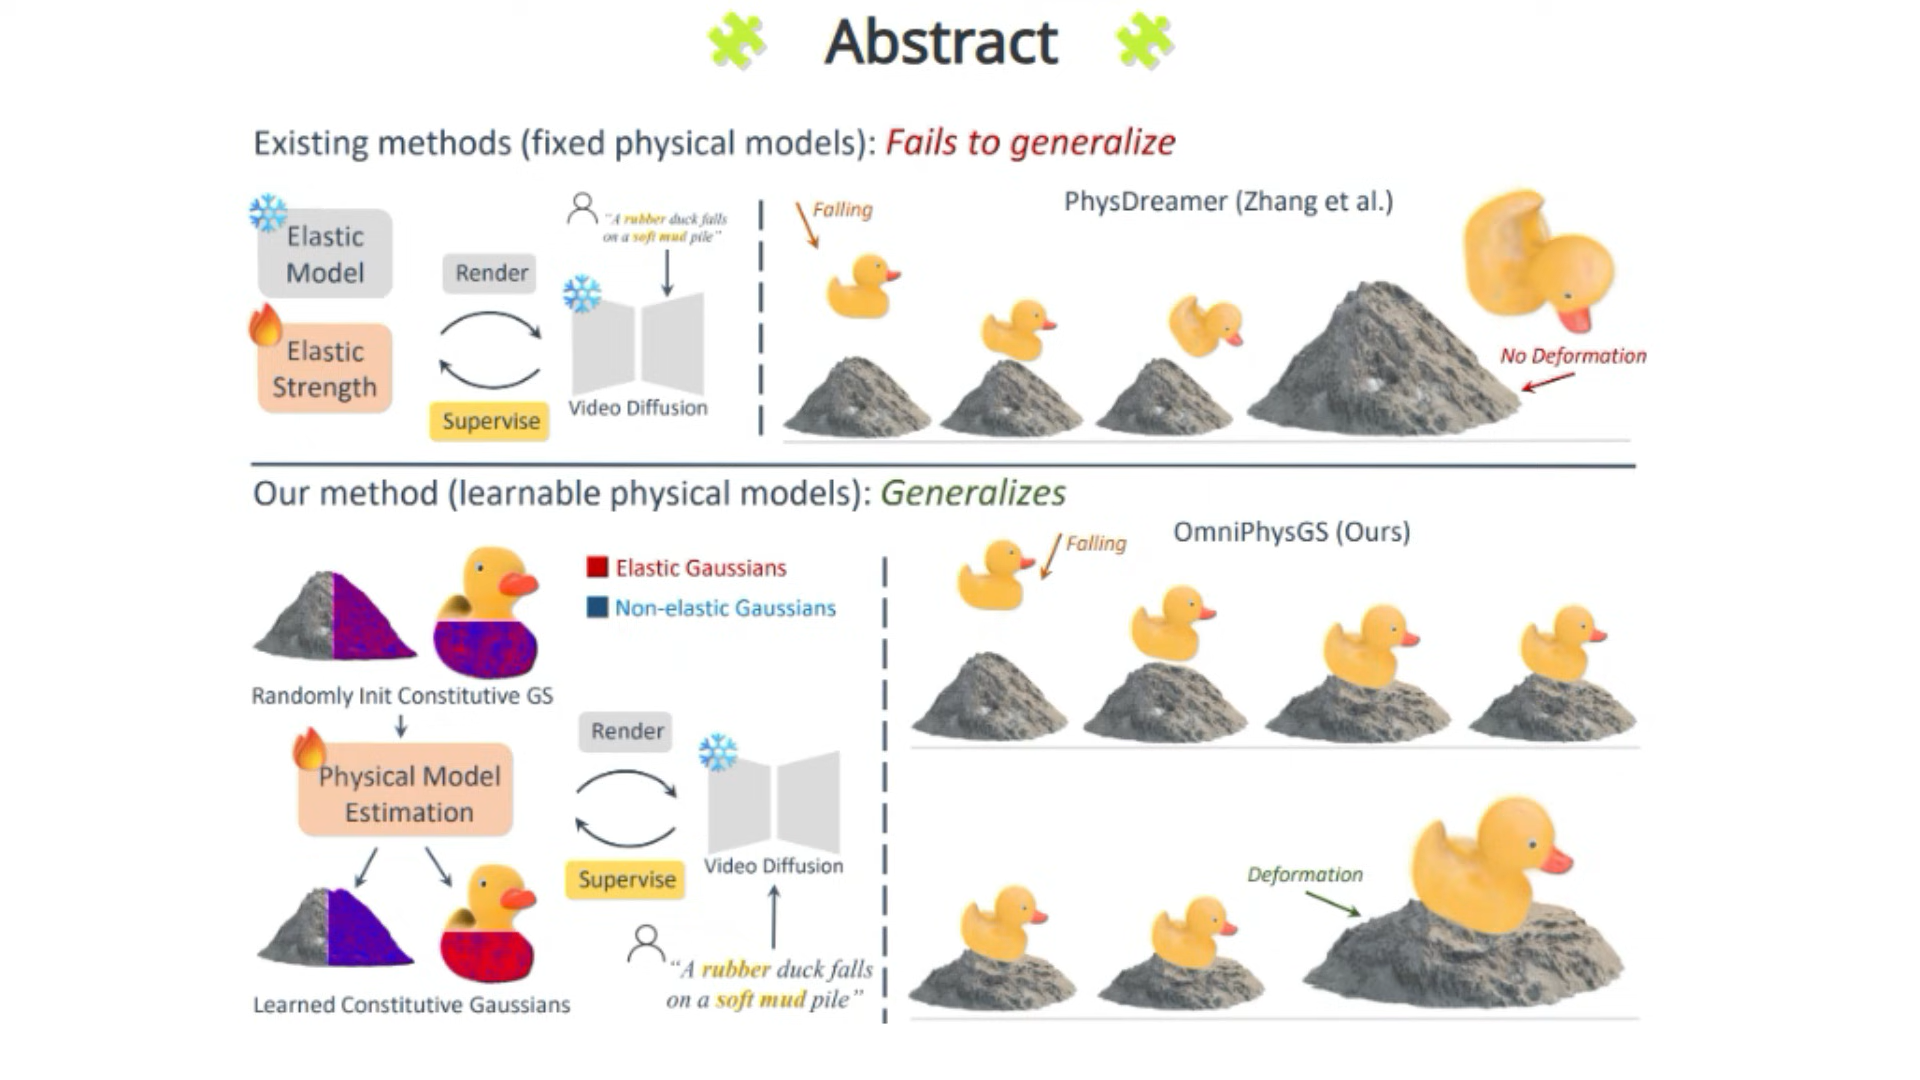 Abstract
Existing methods (fixed physical models): Fails to generalize
Elastic
Model
Elastic
Strength
Render
Supervise
"A rubber duck falls
on a soft mud pile"
Video Diffusion
Falling
PhysDreamer (Zhang et al.)
No Deformation
Our method (learnable physical models): Generalizes
Elastic Gaussians
Non-elastic Gaussians
Randomly Init Constitutive GS
Physical Model
Estimation
Learned Constitutive Gaussians
Render
Supervise
Video Diffusion
“A rubber duck falls
on a soft mud pile”
Falling
OmniPhysGS (Ours)
Deformation